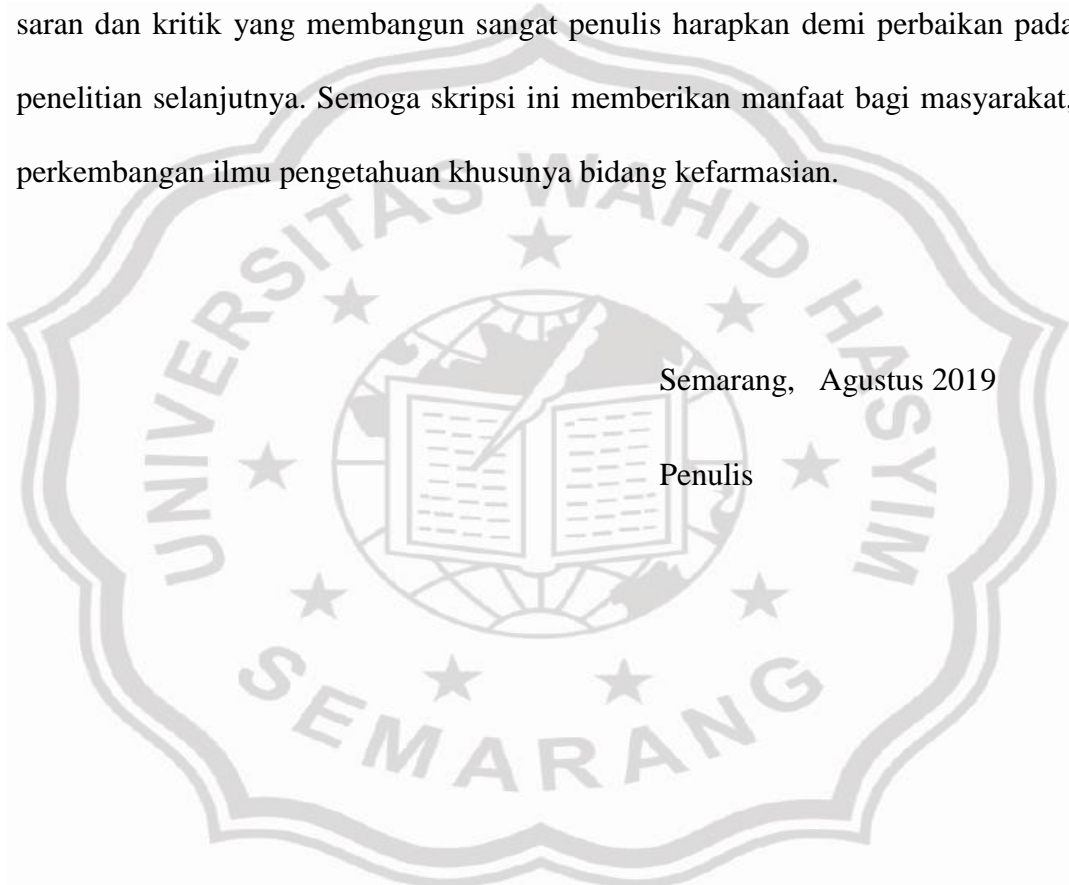 saran dan kritik yang membangun sangat penulis harapkan demi perbaikan pada
penelitian selanjutnya. Semoga skripsi ini memberikan manfaat bagi masyarakat,
perkembangan ilmu pengetahuan khusunya bidang kefarmasian.
UNIVERSITAS WAHID HASYIM
Semarang, Agustus 2019
Penulis
SEMARANG